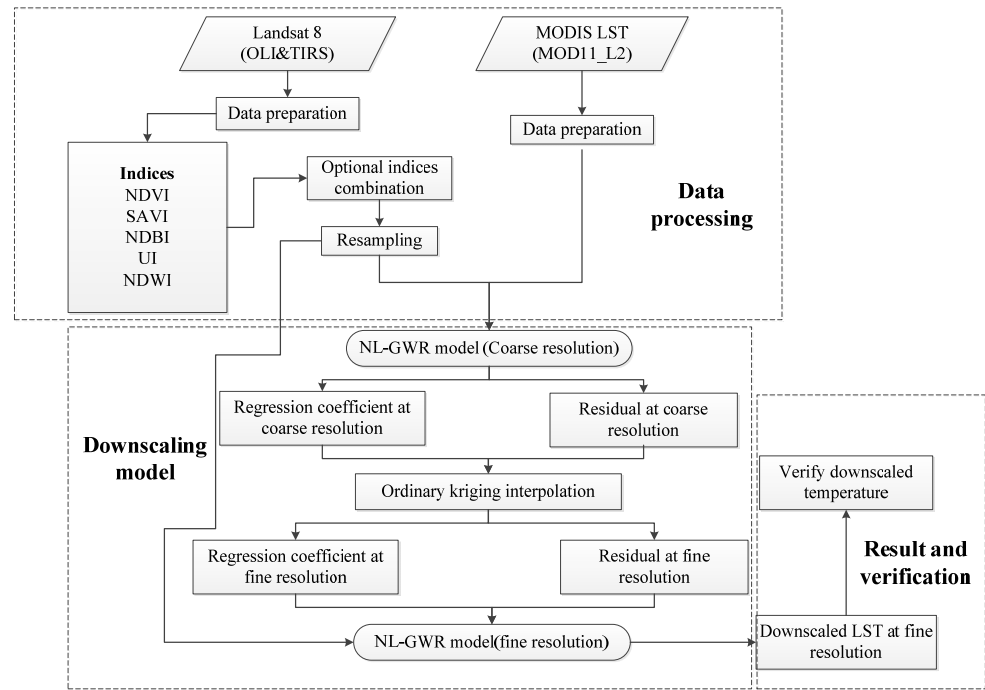 Landsat 8
(OLI&TIRS)
MODIS LST
(MOD11_L2)
Data preparation
Data preparation
Indices
NDVI
SAVI
NDBI
UI
NDWI
Optional indices
combination
Resampling
Data
processing
NL-GWR model (Coarse resolution)
Regression coefficient at
coarse resolution
Residual at coarse
resolution
Downscaling
model
Ordinary kriging interpolation
Regression coefficient at
fine resolution
Residual at fine
resolution
NL-GWR model(fine resolution)
Verify downscaled
temperature
Result and
verification
Downscaled LST at fine
resolution